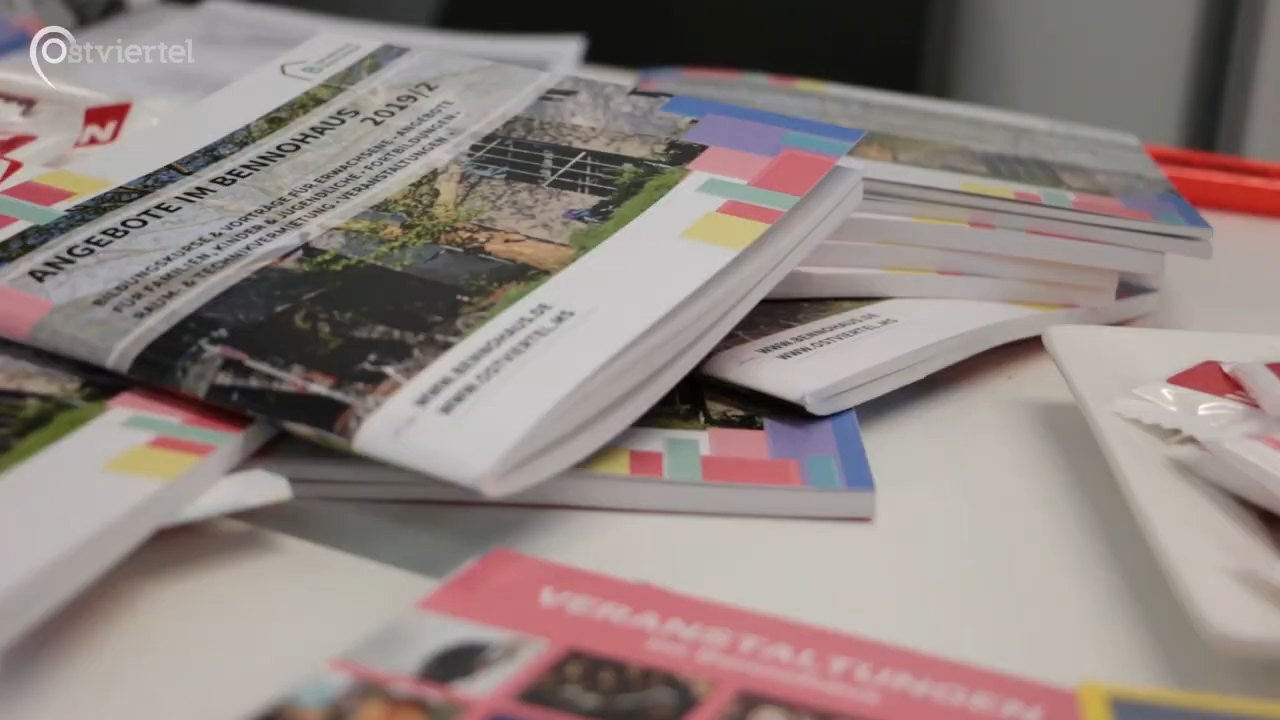 Ostviertel
ANGEBOTE IM BENNOHAUS
2019/2
BILDUNGSKURSE & VORTRÄGE FÜR ERWACHSENE · ANGEBOTE
FÜR FAMILIEN, KINDER & JUGENDLICHE · FORTBILDUNGEN ·
RAUM- & TECHNIKVERMIETUNG · VERANSTALTUNGEN
WWW.BENNOHAUS.DE
WWW.OSTVIERTEL.MS
WWW.BENNOHAUS.DE
WWW.OSTVIERTEL.MS
N
VERANSTALTUNGEN